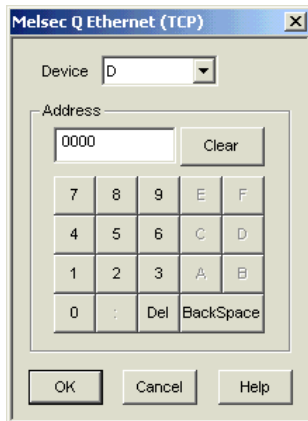 Melsec Q Ethernet (TCP)
Device D
Address
0000 Clear
7 8 9 E F
4 5 6 C D
1 2 3 A B
0 : Del BackSpace
OK Cancel Help